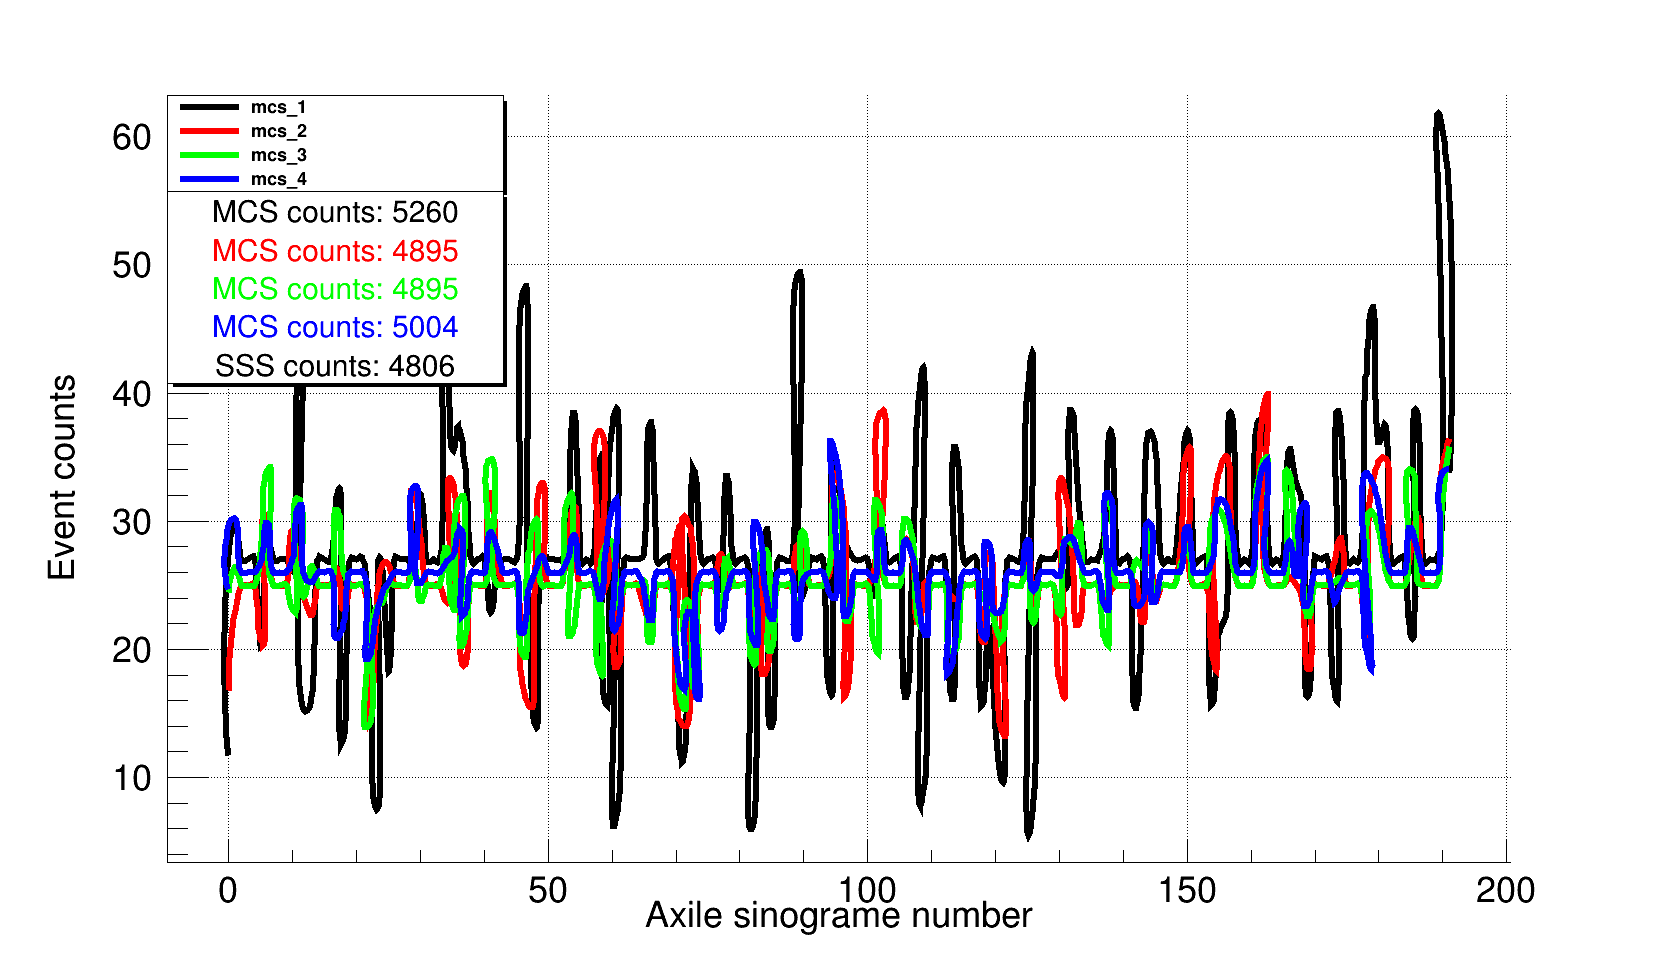 mcs_1
mcs_2
mcs_3
mcs_4
MCS counts: 5260
MCS counts: 4895
MCS counts: 4895
MCS counts: 5004
SSS counts: 4806
60
50
40
30
20
10
Event counts
0 50 100 150 200
Axile sinograme number